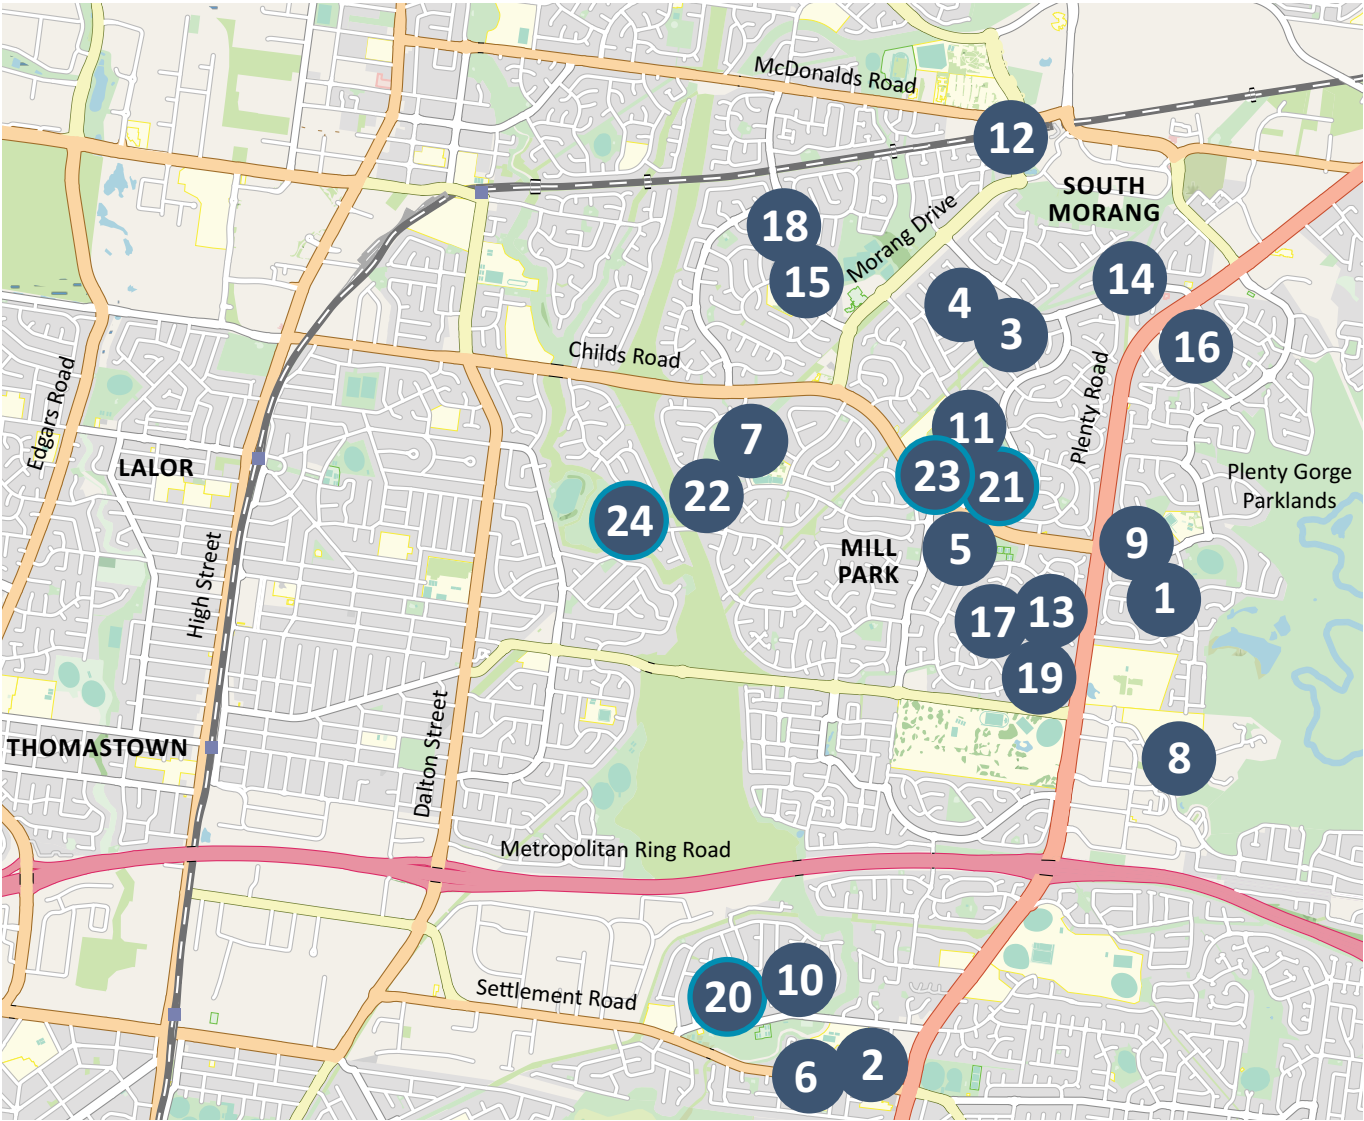 McDonalds Road
12
SOUTH
MORANG
18
Morang Drive
15
14
4
3
16
Childs Road
Edgars Road
Plenty Road
11
7
LALOR
23
21
Plenty Gorge
Parklands
22
24
High Street
MILL
PARK
5
9
1
17
13
19
THOMASTOWN
Dalton Street
8
Metropolitan Ring Road
Settlement Road
20
10
6
2